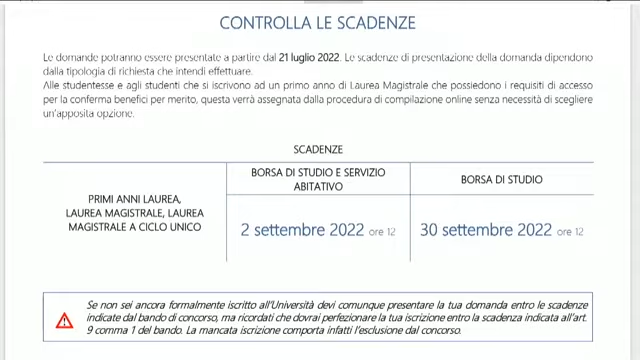 CONTROLLA LE SCADENZE
Le domande potranno essere presentate a partire dal 21 luglio 2022. Le scadenze di presentazione della domanda dipendono
dalla tipologia di richiesta che intendi effettuare.
Alle studentesse e agli studenti che si iscrivono ad un primo anno di Laurea Magistrale che possiedono i requisiti di accesso
per la conferma benefici per merito, questa verrà assegnata dalla procedura di compilazione online senza necessità di scegliere
un'apposita opzione.
SCADENZE
BORSA DI STUDIO E SERVIZIO
ABITATIVO
BORSA DI STUDIO
PRIMI ANNI LAUREA,
LAUREA MAGISTRALE, LAUREA
MAGISTRALE A CICLO UNICO
2 settembre 2022 ore 12
30 settembre 2022 ore 12
Se non sei ancora formalmente iscritto all'Università devi comunque presentare la tua domanda entro le scadenze
indicate dal bando di concorso, ma ricordati che dovrai perfezionare la tua iscrizione entro la scadenza indicata all'art.
9 comma 1 del bando. La mancata iscrizione comporta infatti l'esclusione dal concorso.